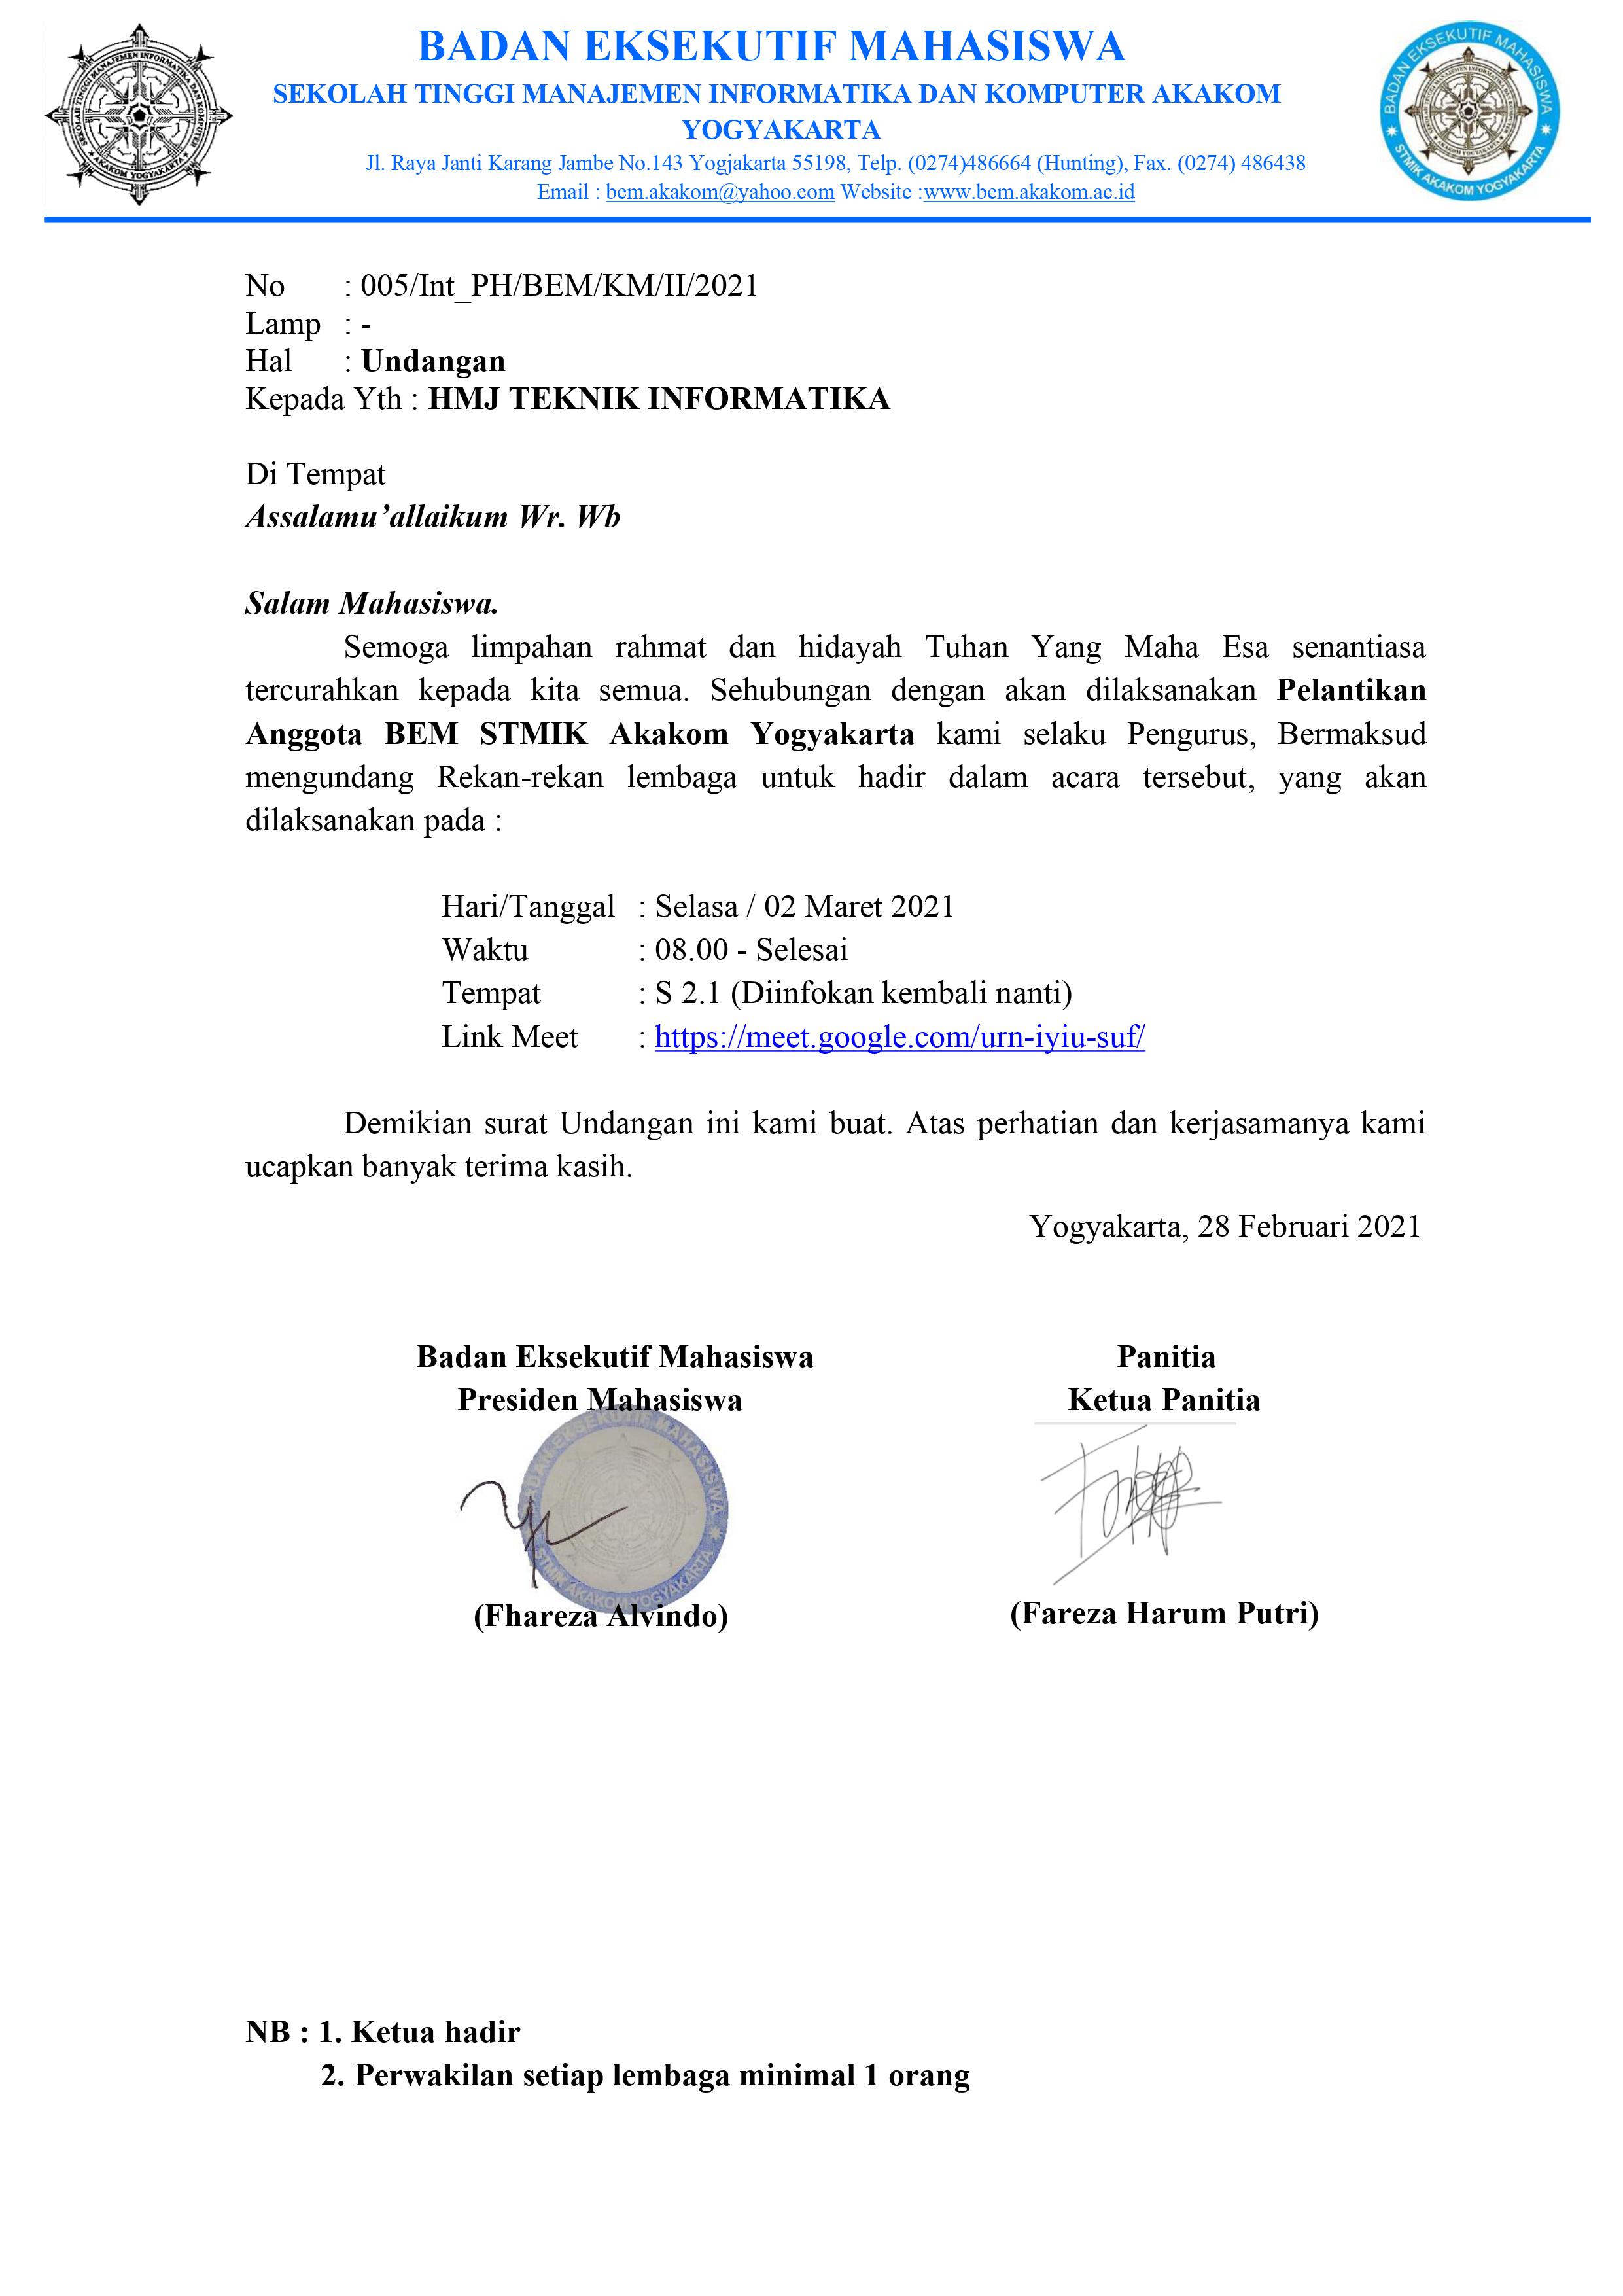 BADAN EKSEKUTIF MAHASISWA
SEKOLAH TINGGI MANAJEMEN INFORMATIKA DAN KOMPUTER AKAKOM
YOGYAKARTA
Jl. Raya Janti Karang Jambe No.143 Yogjakarta 55198, Telp. (0274)486664 (Hunting), Fax. (0274) 486438
Email : bem.akakom@yahoo.com Website :www.bem.akakom.ac.id
SEKOLAH TINGGI MANAJEMEN INFORMATIKA DAN KOMPUTER
AKAKOM YOGYAKARTA
BADAN EKSEKUTIF MAHASISWA
STMIK AKAKOM YOGYAKARTA
No : 005/Int_PH/BEM/KM/II/2021
Lamp : -
Hal : Undangan
Kepada Yth : HMJ TEKNIK INFORMATIKA
Di Tempat
Assalamu’allaikum Wr. Wb
Salam Mahasiswa.
Semoga limpahan rahmat dan hidayah Tuhan Yang Maha Esa senantiasa
tercurahkan kepada kita semua. Sehubungan dengan akan dilaksanakan Pelantikan
Anggota BEM STMIK Akakom Yogyakarta kami selaku Pengurus, Bermaksud
mengundang Rekan-rekan lembaga untuk hadir dalam acara tersebut, yang akan
dilaksanakan pada :
Hari/Tanggal : Selasa / 02 Maret 2021
Waktu : 08.00 - Selesai
Tempat : S 2.1 (Diinfokan kembali nanti)
Link Meet : https://meet.google.com/urn-iyiu-suf/
Demikian surat Undangan ini kami buat. Atas perhatian dan kerjasamanya kami
ucapkan banyak terima kasih.
Yogyakarta, 28 Februari 2021
Badan Eksekutif Mahasiswa Panitia
Presiden Mahasiswa Ketua Panitia
BADAN EKSEKUTIF MAHASISWA
STMIK AKAKOM YOGYAKARTA
(Fhareza Alvindo) (Fareza Harum Putri)
NB : 1. Ketua hadir
2. Perwakilan setiap lembaga minimal 1 orang